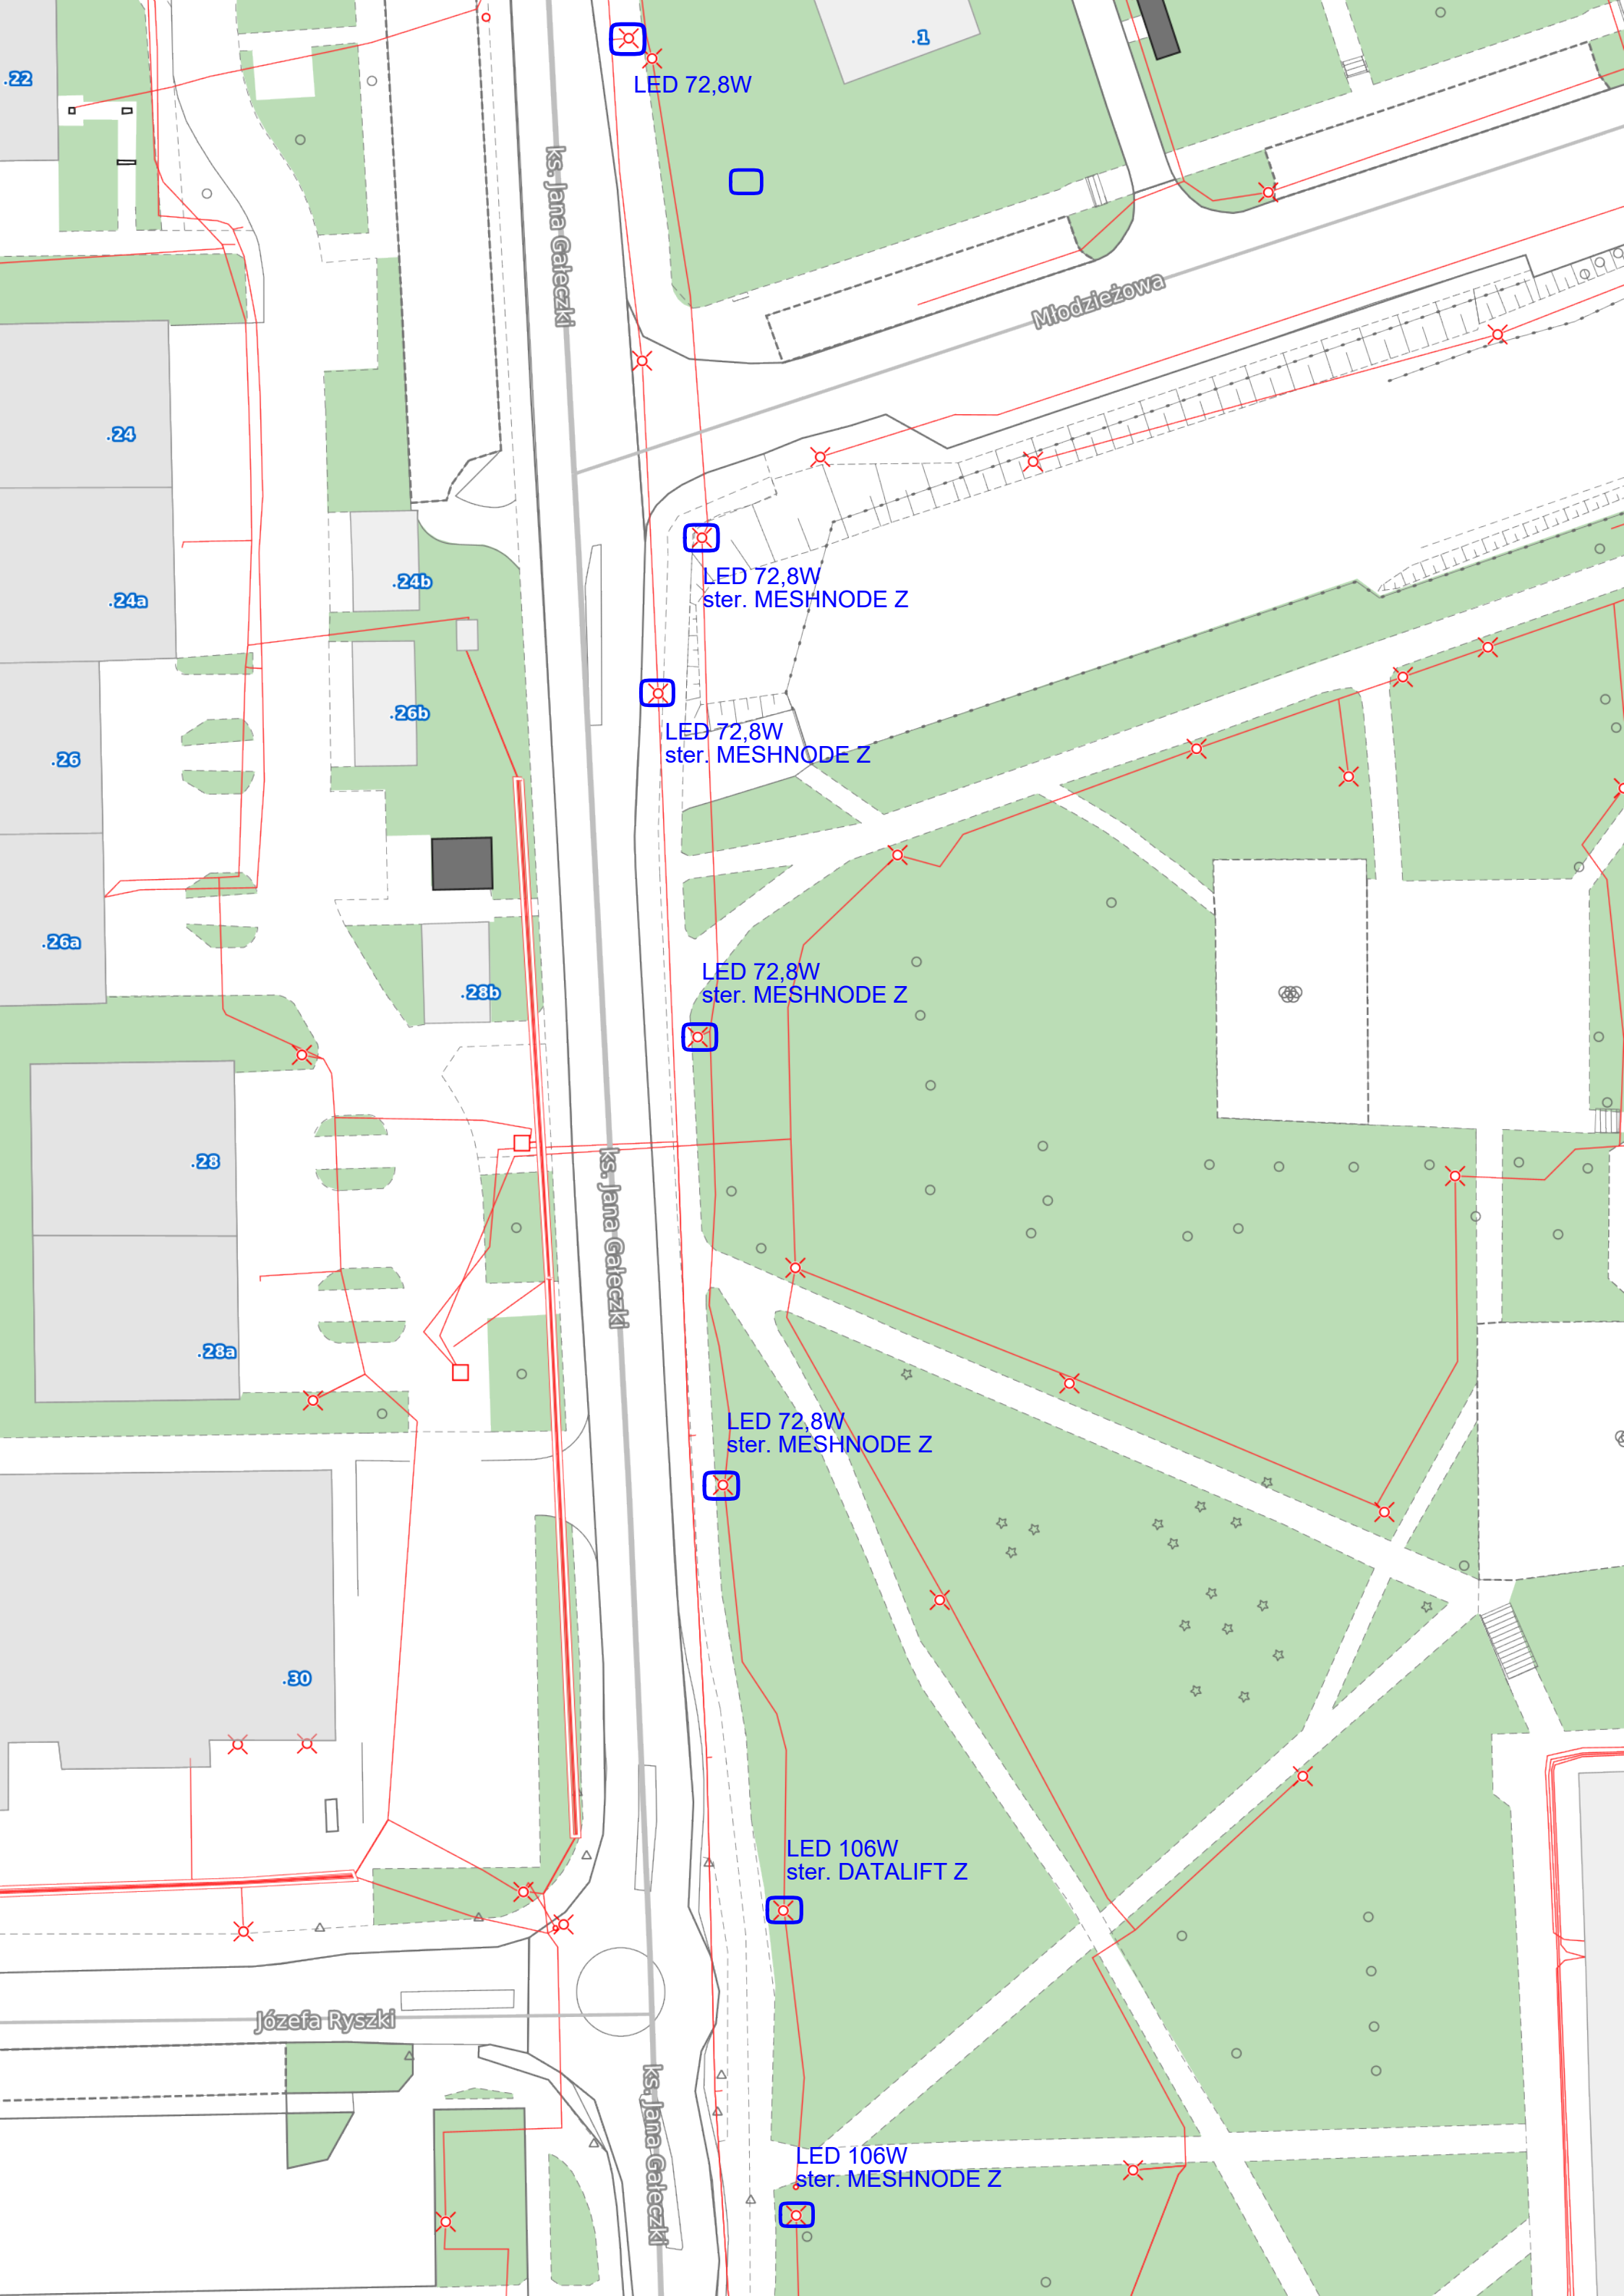 .1
.22
LED 72,8W
ks. Jana Gałeczki
Młodzieżowa
.24
.24b
LED 72,8W
ster. MESHNODE Z
.24a
.26b
LED 72,8W
ster. MESHNODE Z
.26
.26a
LED 72,8W
ster. MESHNODE Z
.28b
.28
ks. Jana Gałeczki
.28a
LED 72,8W
ster. MESHNODE Z
.30
LED 106W
ster. DATALIFT Z
Józefa Ryszki
ks. Jana Gałeczki
LED 106W
ster. MESHNODE Z